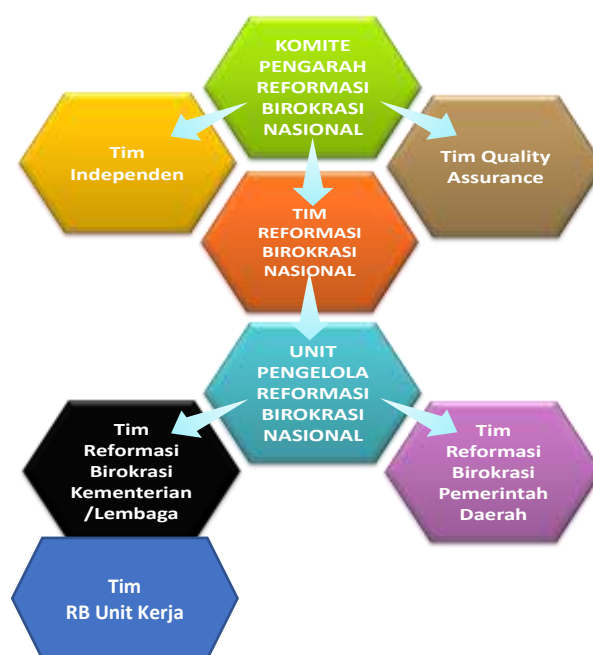 KOMITE
PENGARAH
REFORMASI
BIROKRASI
NASIONAL
Tim
Independen
Tim Quality
Assurance
TIM
REFORMASI
BIROKRASI
NASIONAL
UNIT
PENGELOLA
REFORMASI
BIROKRASI
NASIONAL
Tim
Reformasi
Birokrasi
Kementerian
/Lembaga
Tim
Reformasi
Birokrasi
Pemerintah
Daerah
Tim
RB Unit Kerja